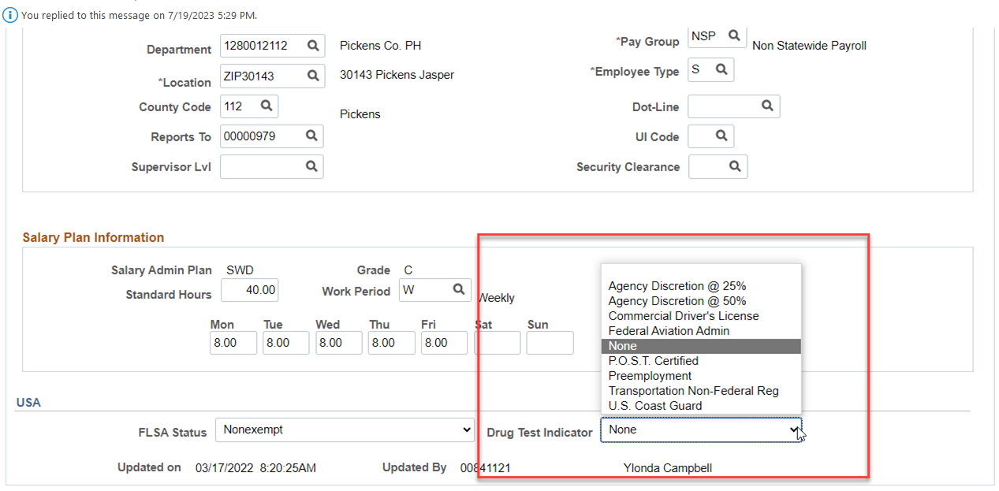 You replied to this message on 7/19/2023 5:29 PM.
Department 1280012112 Pickens Co. PH *Pay Group NSP Non Statewide Payroll
*Location ZIP30143 30143 Pickens Jasper *Employee Type S
County Code 112 Pickens Dot-Line
Reports To 00000979 UI Code
Supervisor Lvl Security Clearance
Salary Plan Information
Salary Admin Plan SWD Grade C
Standard Hours 40.00 Work Period W Weekly
Mon Tue Wed Thu Fri Sat Sun
8.00 8.00 8.00 8.00 8.00
Agency Discretion @ 25%
Agency Discretion @ 50%
Commercial Driver's License
Federal Aviation Admin
None
P.O.S.T. Certified
Preemployment
Transportation Non-Federal Reg
U.S. Coast Guard
USA
FLSA Status Nonexempt Drug Test Indicator None
Updated on 03/17/2022 8:20:25AM Updated By 00841121 Ylonda Campbell